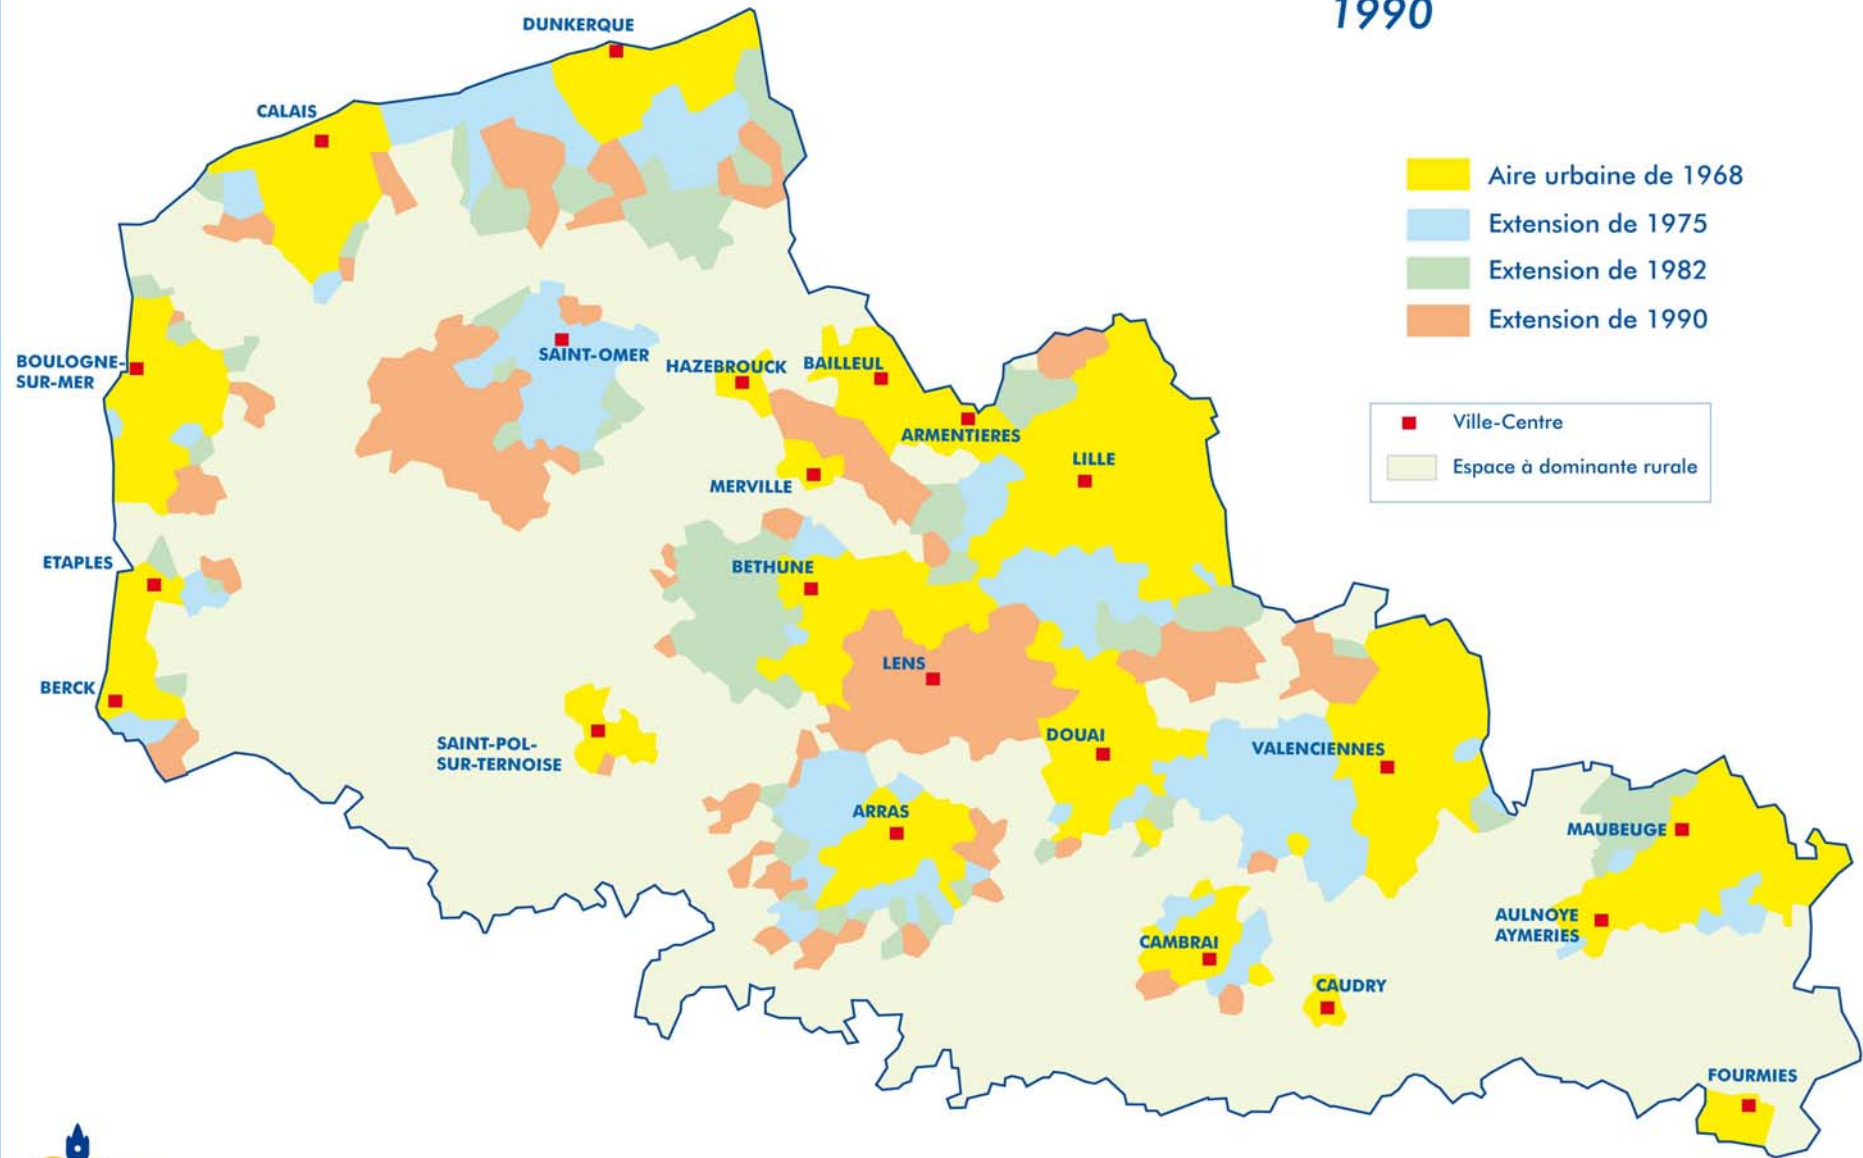 1990
DUNKERQUE
CALAIS
Aire urbaine de 1968
Extension de 1975
Extension de 1982
Extension de 1990
BOULOGNE-
SUR-MER
SAINT-OMER
HAZEBROUCK
BAILLEUL
ARMENTIERES
Ville-Centre
Espace à dominante rurale
LILLE
MERVILLE
ETAPLES
BETHUNE
LENS
BERCK
SAINT-POL-
SUR-TERNOISE
DOUAI
VALENCIENNES
ARRAS
MAUBEUGE
AULNOYE
AYMERIES
CAMBRAI
CAUDRY
FOURMIES